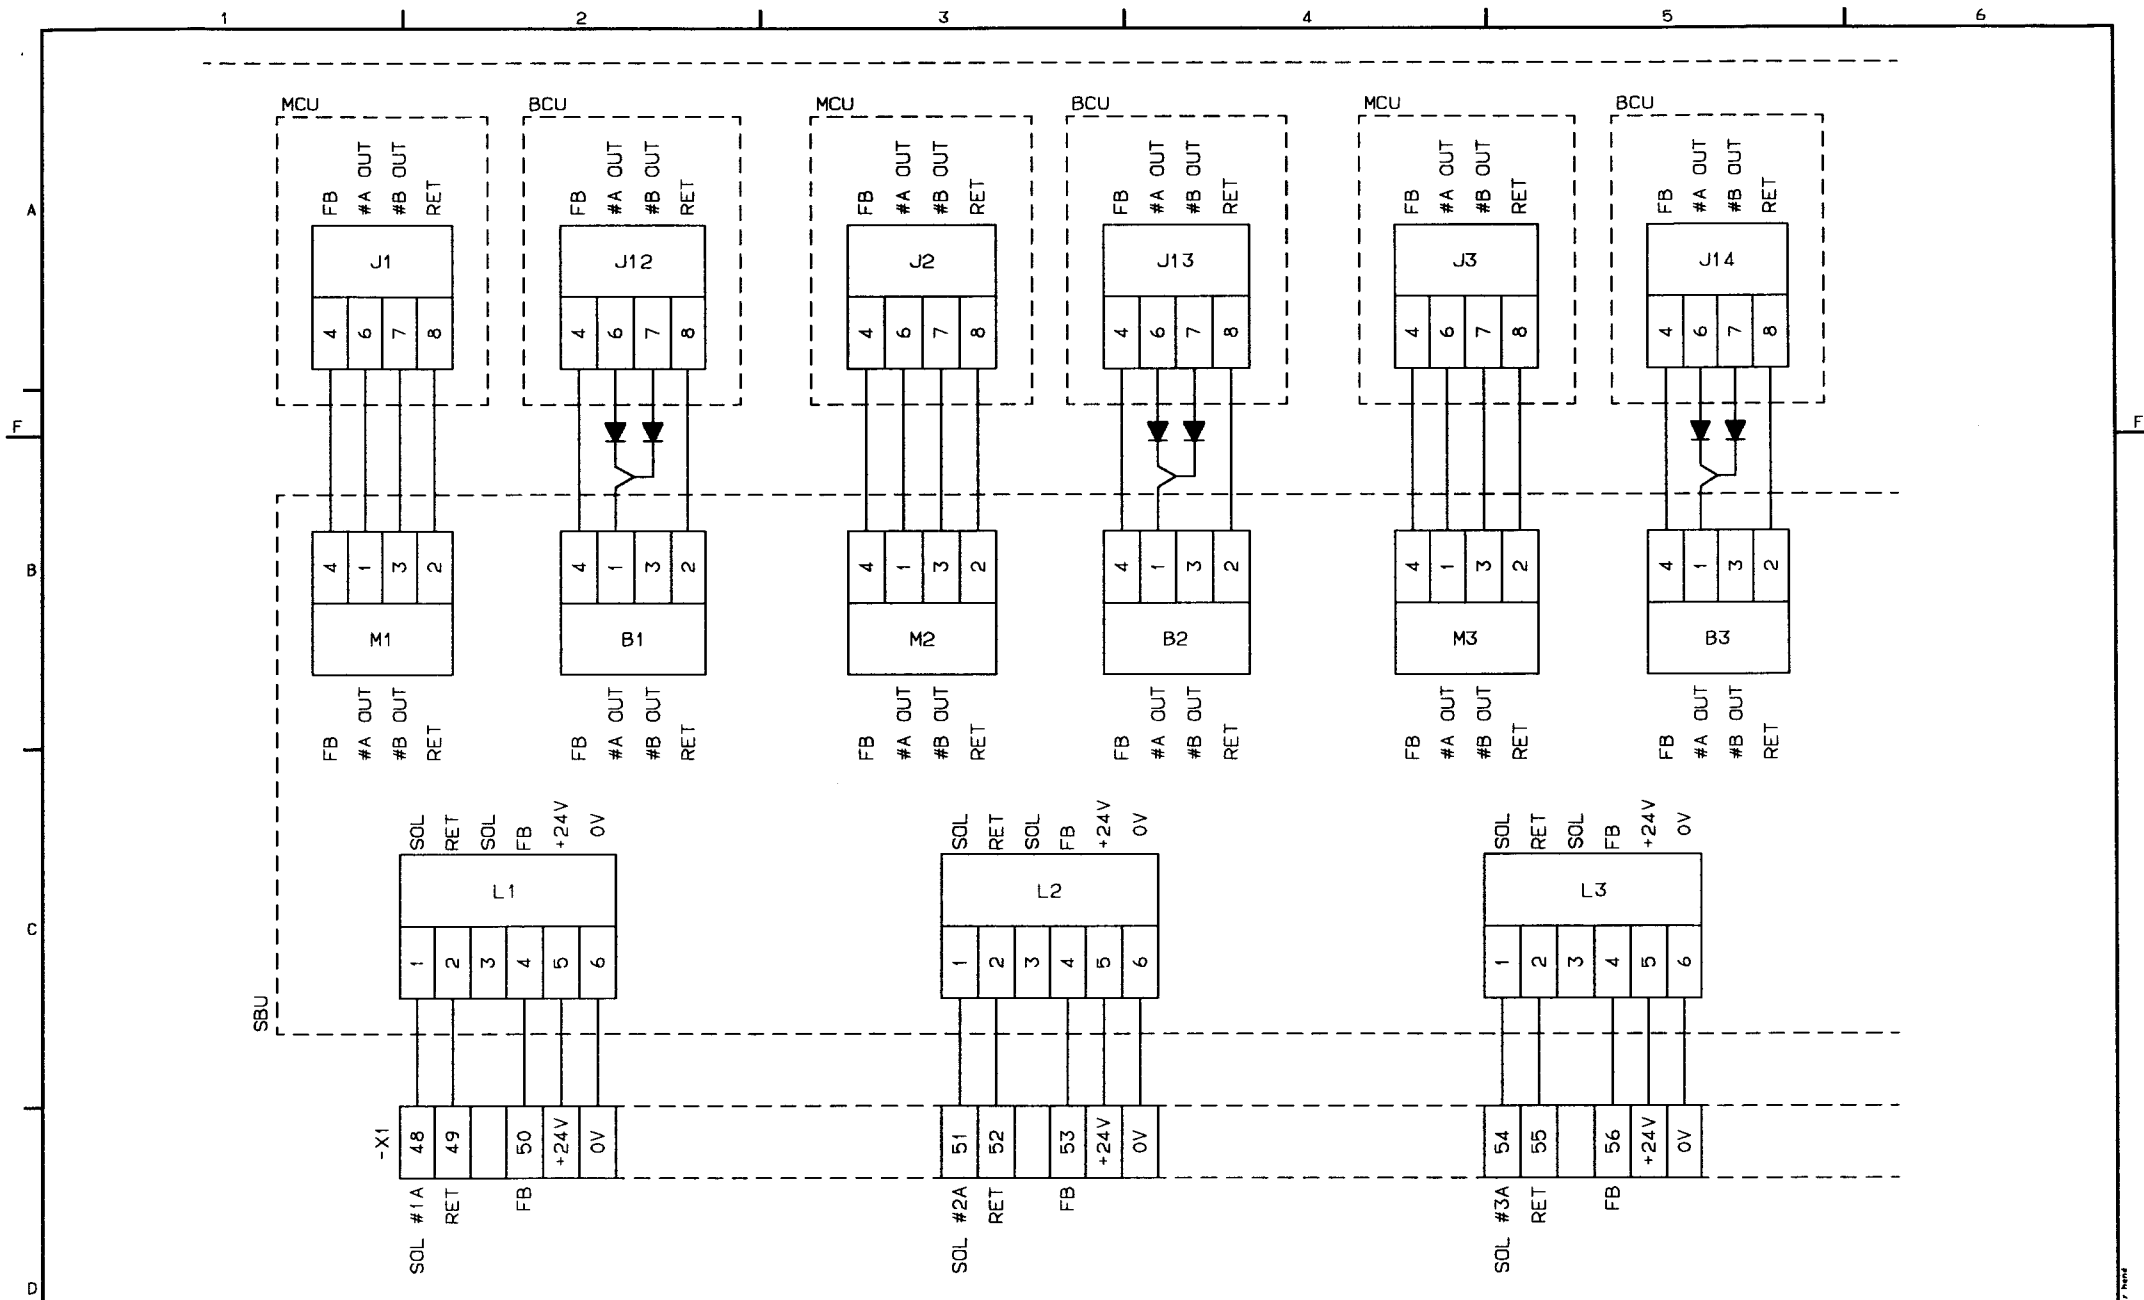 1 2 3 4 5 6
MCU BCU MCU BCU MCU BCU
FB #A OUT #B OUT RET FB #A OUT #B OUT RET FB #A OUT #B OUT RET FB #A OUT #B OUT RET FB #A OUT #B OUT RET FB #A OUT #B OUT RET
A
J1 J12 J2 J13 J3 J14
4 6 7 8 4 6 7 8 4 6 7 8 4 6 7 8 4 6 7 8 4 6 7 8
F F
B
4 1 3 2 4 1 3 2 4 1 3 2 4 1 3 2 4 1 3 2 4 1 3 2
M1 B1 M2 B2 M3 B3
FB #A OUT #B OUT RET FB #A OUT #B OUT RET FB #A OUT #B OUT RET FB #A OUT #B OUT RET FB #A OUT #B OUT RET FB #A OUT #B OUT RET
SOL RET SOL FB +24V 0V SOL RET SOL FB +24V 0V SOL RET SOL FB +24V 0V
L1 L2 L3
C
1 2 3 4 5 6 1 2 3 4 5 6 1 2 3 4 5 6
SBU
-X1
48 49 50 +24V 0V 51 52 53 +24V 0V 54 55 56 +24V 0V
SOL #1A RET FB SOL #2A RET FB SOL #3A RET FB
D